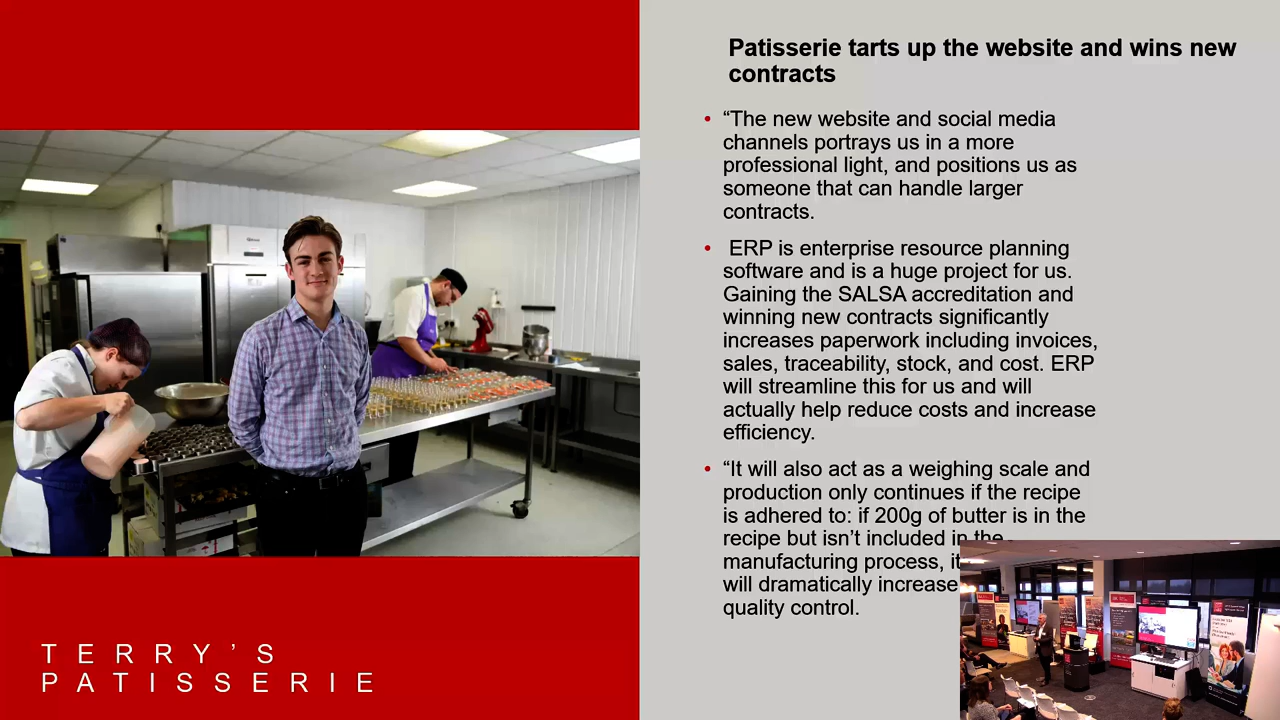 Patisserie tarts up the website and wins new
contracts
• “The new website and social media
channels portrays us in a more
professional light, and positions us as
someone that can handle larger
contracts.
• ERP is enterprise resource planning
software and is a huge project for us.
Gaining the SALSA accreditation and
winning new contracts significantly
increases paperwork including invoices,
sales, traceability, stock, and cost. ERP
will streamline this for us and will
actually help reduce costs and increase
efficiency.
• “It will also act as a weighing scale and
production only continues if the recipe
is adhered to: if 200g of butter is in the
recipe but isn’t included in the
manufacturing process, it
will dramatically increase
quality control.
TERRY’S
PATISSERIE